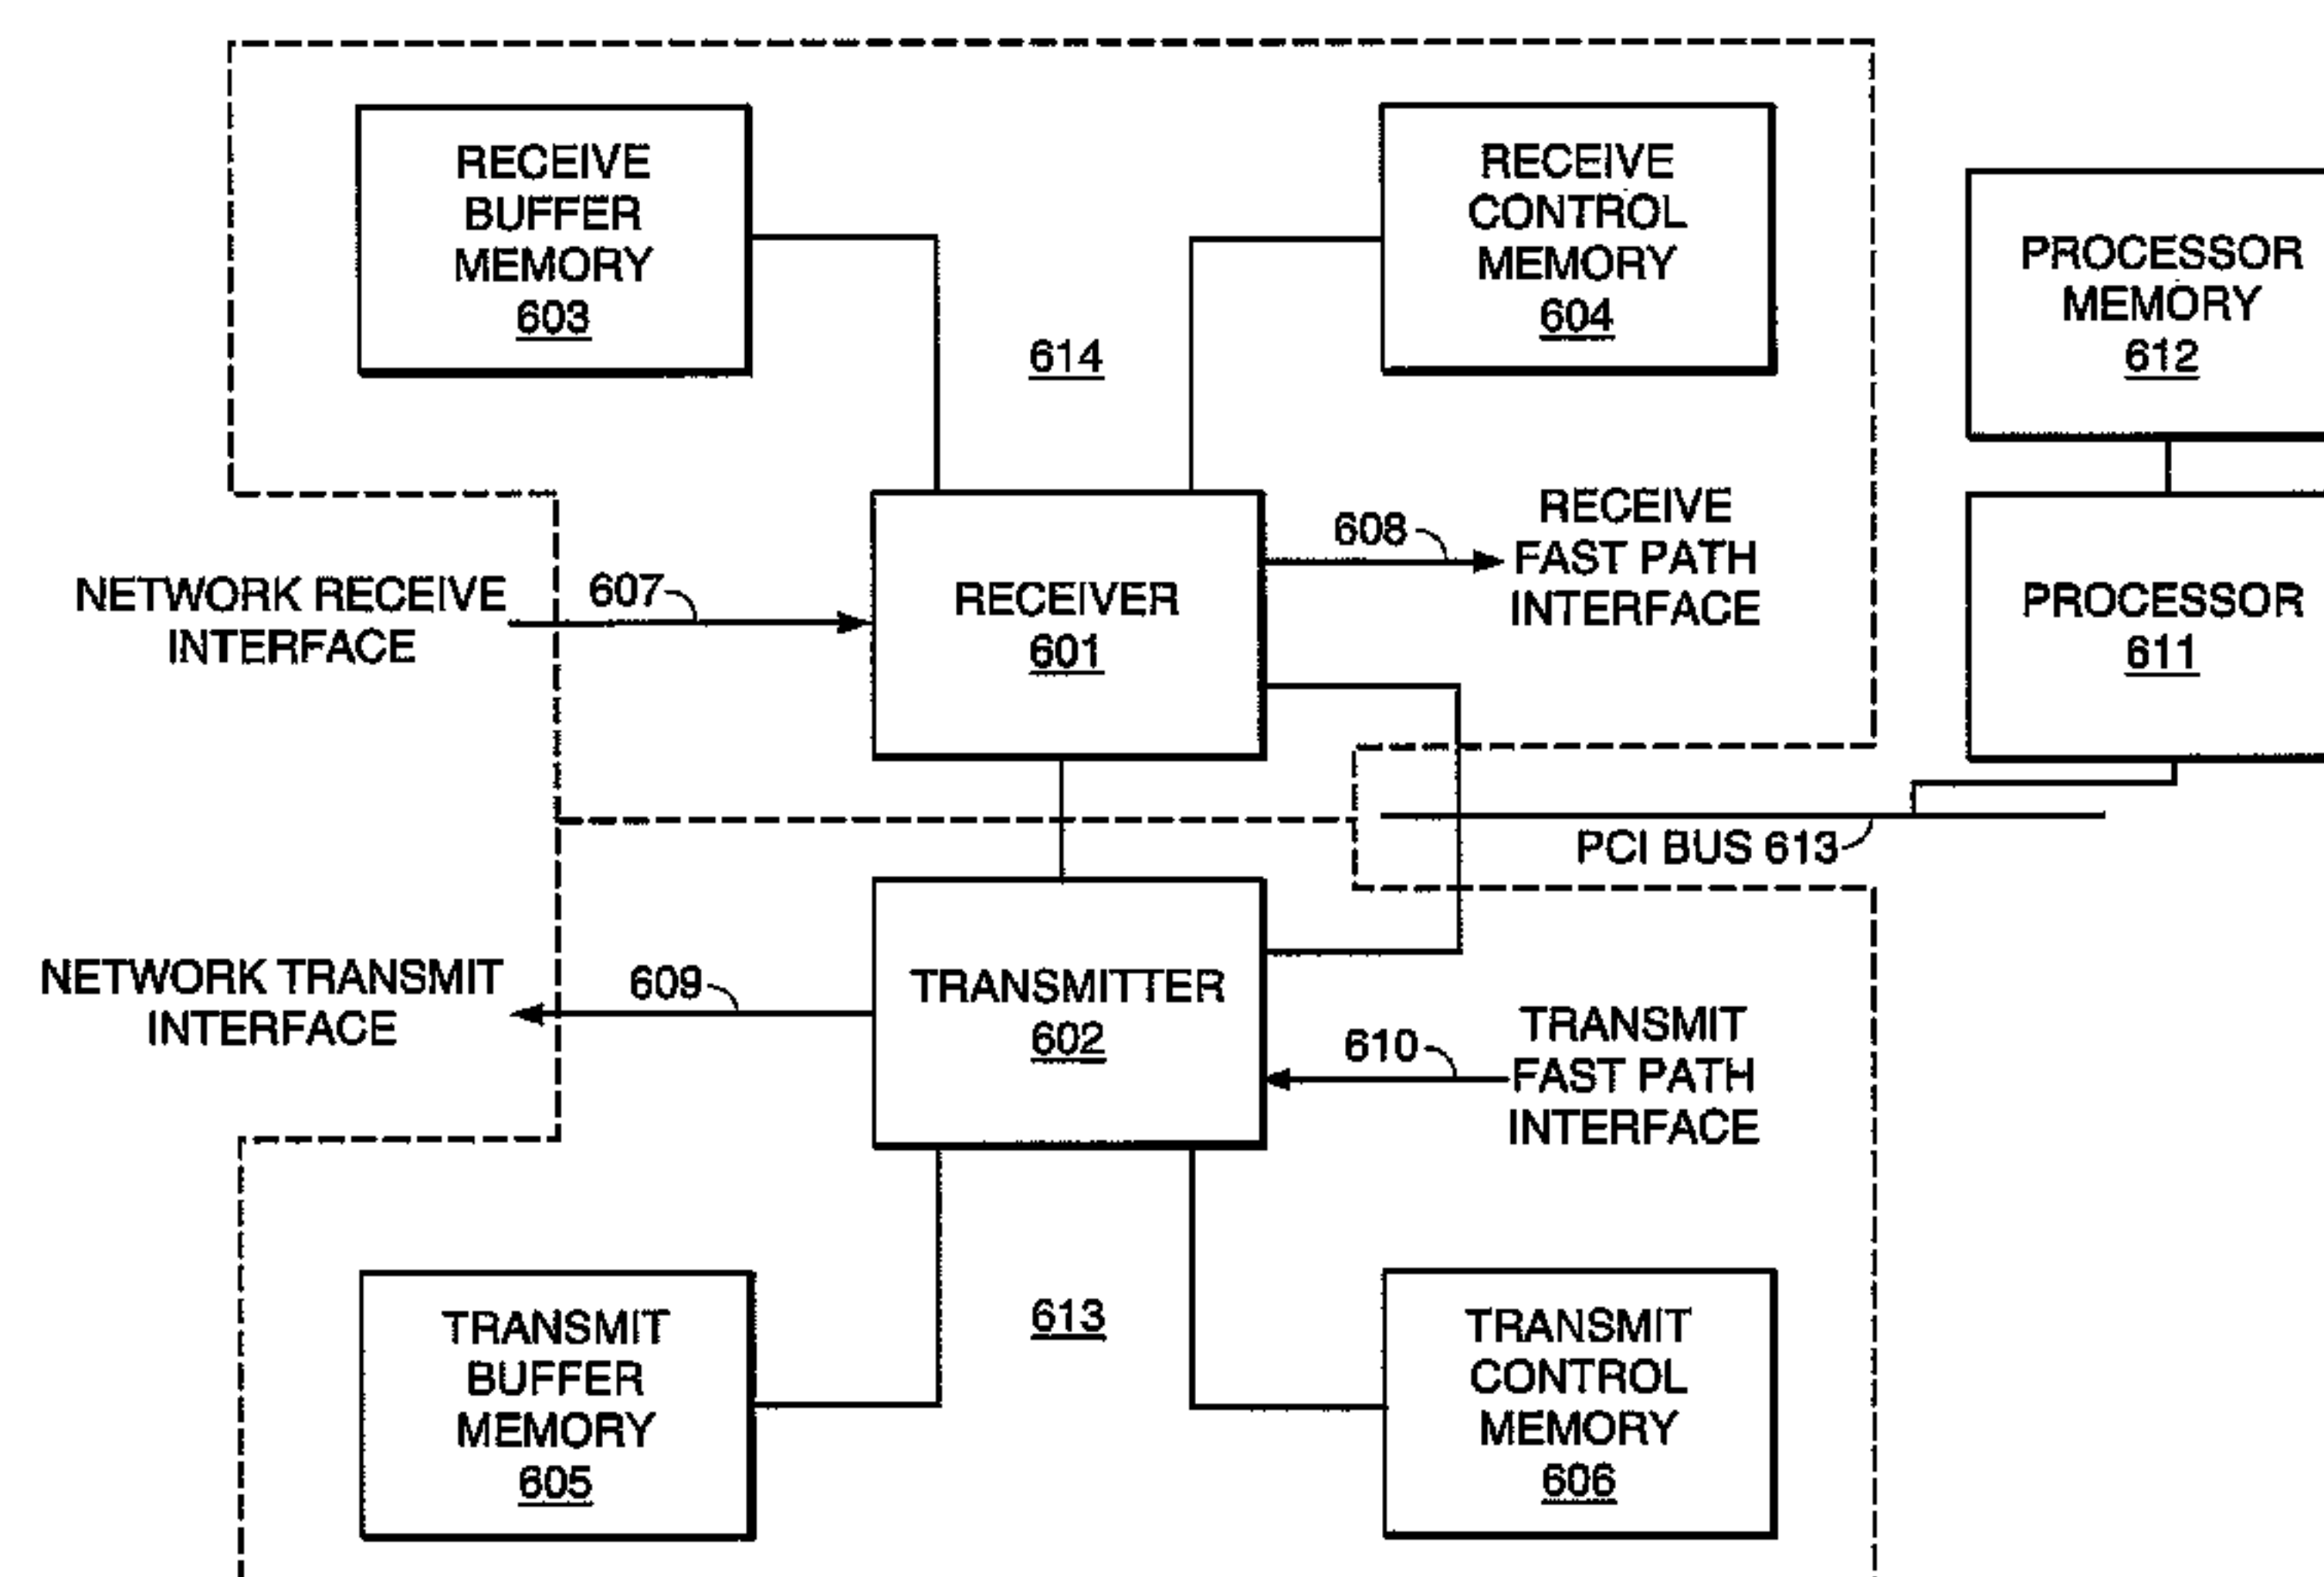 RECEIVE
BUFFER
MEMORY
603
RECEIVE
CONTROL
MEMORY
604
614
PROCESSOR
MEMORY
612
NETWORK RECEIVE
INTERFACE
607
RECEIVER
601
608
RECEIVE
FAST PATH
INTERFACE
PROCESSOR
611
PCI BUS 613
NETWORK TRANSMIT
INTERFACE
609
TRANSMITTER
602
610
TRANSMIT
FAST PATH
INTERFACE
TRANSMIT
BUFFER
MEMORY
605
613
TRANSMIT
CONTROL
MEMORY
606